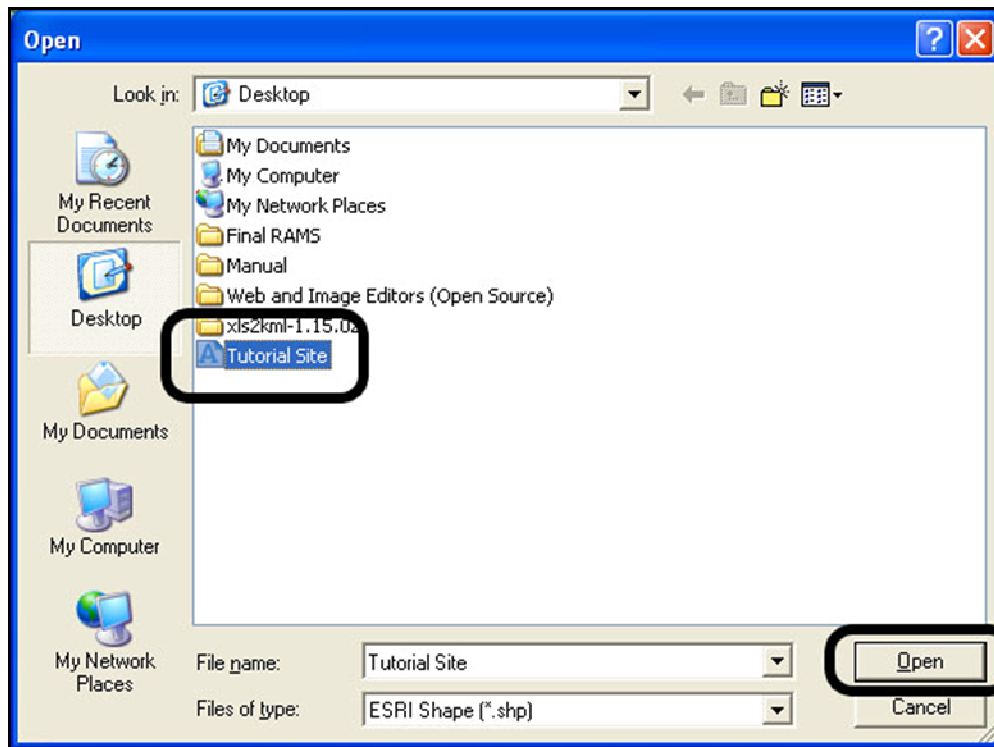 Open
Look in:
Desktop
My Recent
Documents
Desktop
My Documents
My Computer
My Network
Places
My Documents
My Computer
My Network Places
Final RAMS
Manual
Web and Image Editors (Open Source)
xls2kml-1.15.02
Tutorial Site
File name:
Tutorial Site
Open
Files of type:
ESRI Shape (*.shp)
Cancel